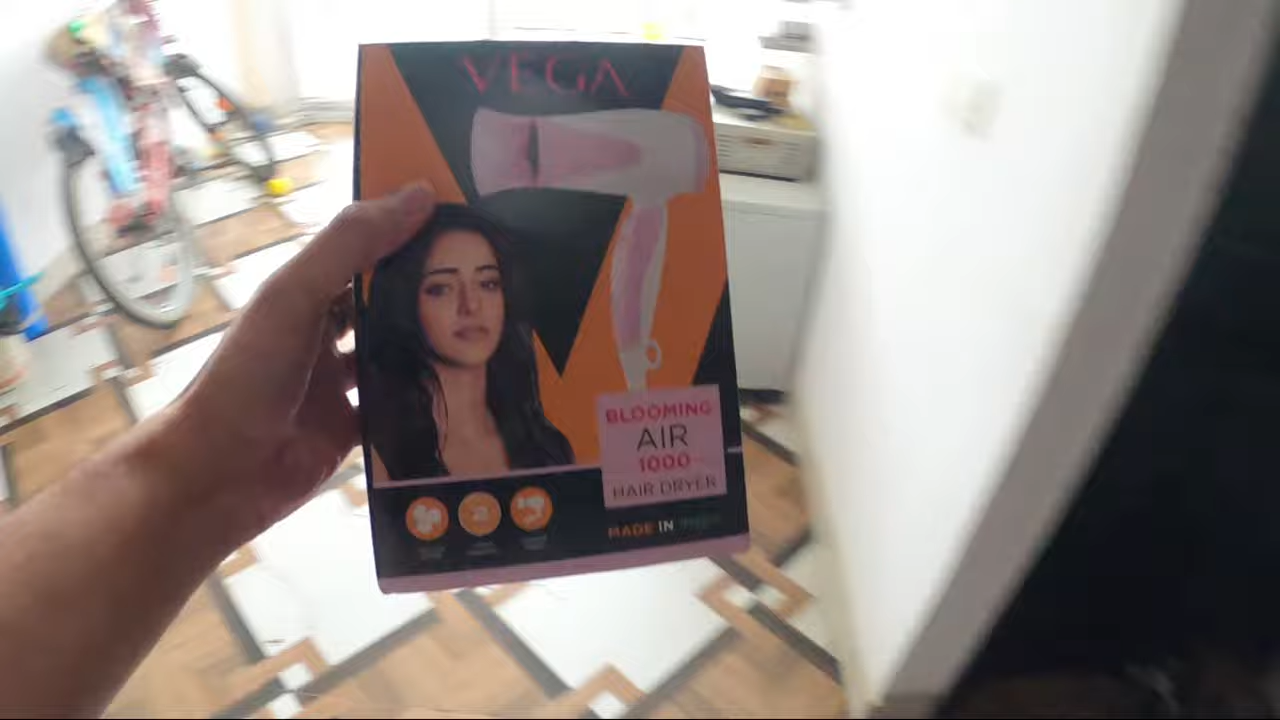 VEGA
BLOOMING
AIR
1000
HAIR DRYER
MADE IN